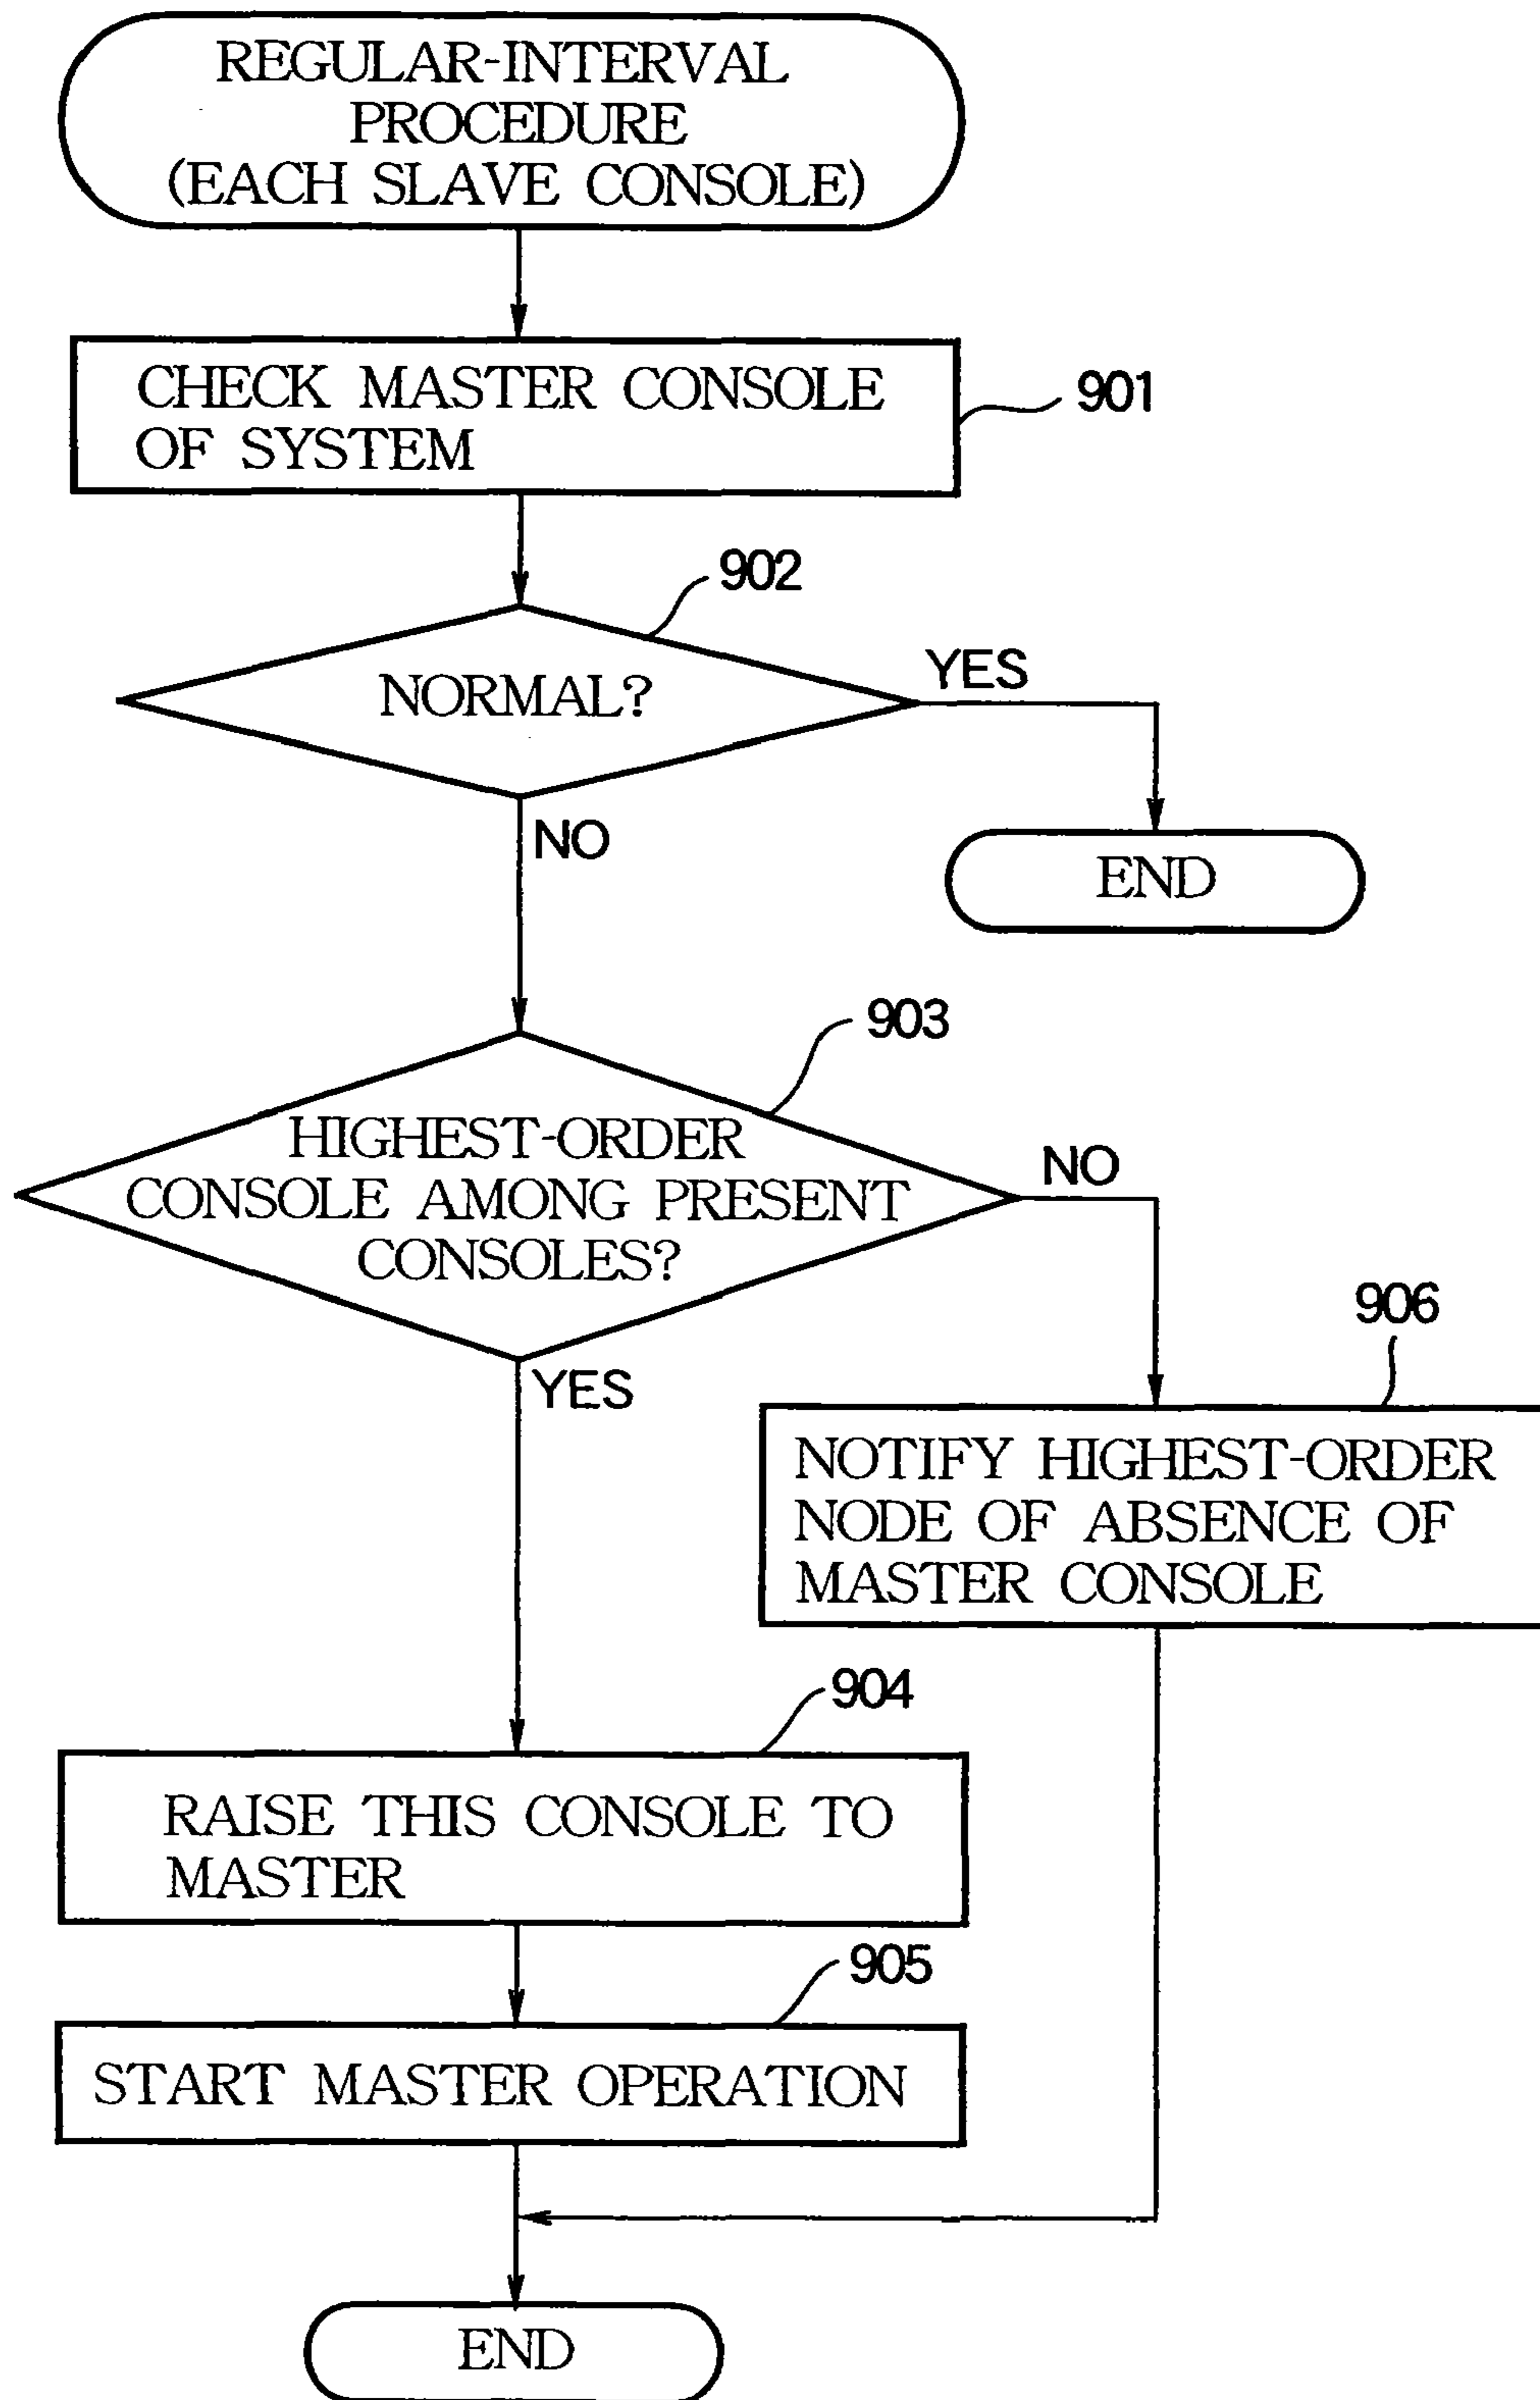 REGULAR-INTERVAL
PROCEDURE
(EACH SLAVE CONSOLE)
CHECK MASTER CONSOLE
OF SYSTEM
901
902
NORMAL?
YES
NO
END
903
HIGHEST-ORDER
CONSOLE AMONG PRESENT
CONSOLES?
NO
YES
906
NOTIFY HIGHEST-ORDER
NODE OF ABSENCE OF
MASTER CONSOLE
904
RAISE THIS CONSOLE TO
MASTER
905
START MASTER OPERATION
END